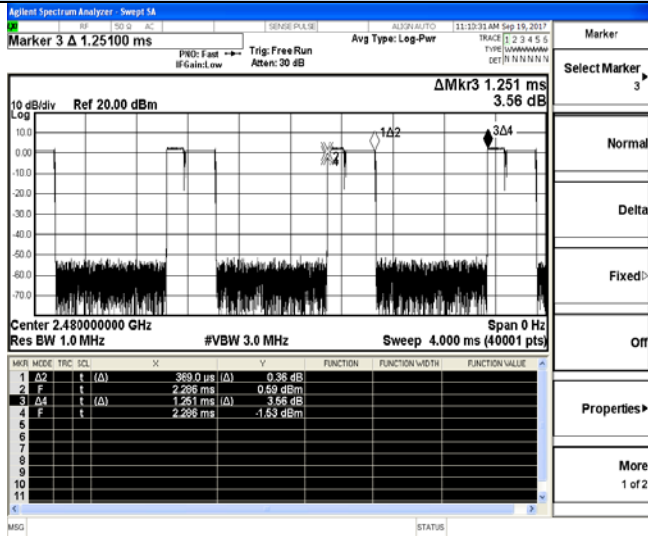 Agilent Spectrum Analyzer - Swept SA
RF 50 Ω AC SENSE:PULSE ALIGN AUTO 11:10:31 AM Sep 19, 2017
Marker 3 Δ 1.25100 ms
PNO: Fast Trig: Free Run Avg Type: Log-Pwr TRACE 1 2 3 4 5 6
IFGain:Low Atten: 30 dB TYPE WWWWWW
DET N N N N N N
ΔMkr3 1.251 ms
3.56 dB
10 dB/div Ref 20.00 dBm
Log
10.0
0.00
-10.0
-20.0
-30.0
-40.0
-50.0
-60.0
-70.0
1Δ2
3Δ4
Center 2.480000000 GHz Span 0 Hz
Res BW 1.0 MHz #VBW 3.0 MHz Sweep 4.000 ms (40001 pts)
MKR MODE TRC SCL X Y FUNCTION FUNCTION WIDTH FUNCTION VALUE
1 Δ2 t (Δ) 369.0 us (Δ) 0.36 dB
2 F t 2.286 ms 0.59 dBm
3 Δ4 t (Δ) 1.251 ms (Δ) 3.56 dB
4 F t 2.286 ms -1.53 dBm
5
6
7
8
9
10
11
MSG STATUS
Marker
Select Marker
3
Normal
Delta
Fixed
Off
Properties
More
1 of 2